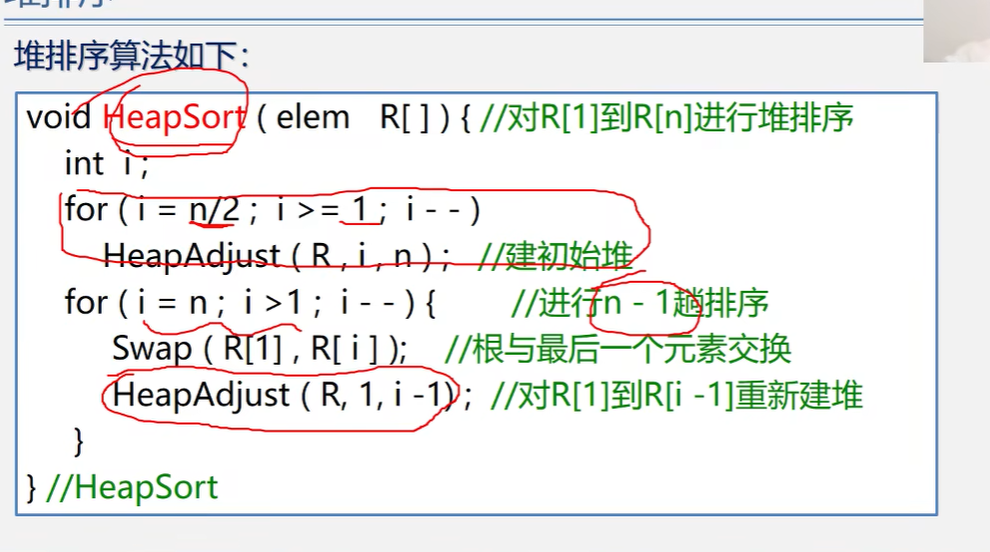 堆排序
堆排序算法如下：
void HeapSort ( elem R[ ] ) { //对R[1]到R[n]进行堆排序
int i ;
for ( i = n/2 ; i >= 1 ; i - - )
HeapAdjust ( R , i , n ) ; //建初始堆
for ( i = n ; i >1 ; i - - ) { //进行n - 1趟排序
Swap ( R[1] , R[ i ] ); //根与最后一个元素交换
HeapAdjust ( R, 1, i -1) ; //对R[1]到R[i -1]重新建堆
}
} //HeapSort